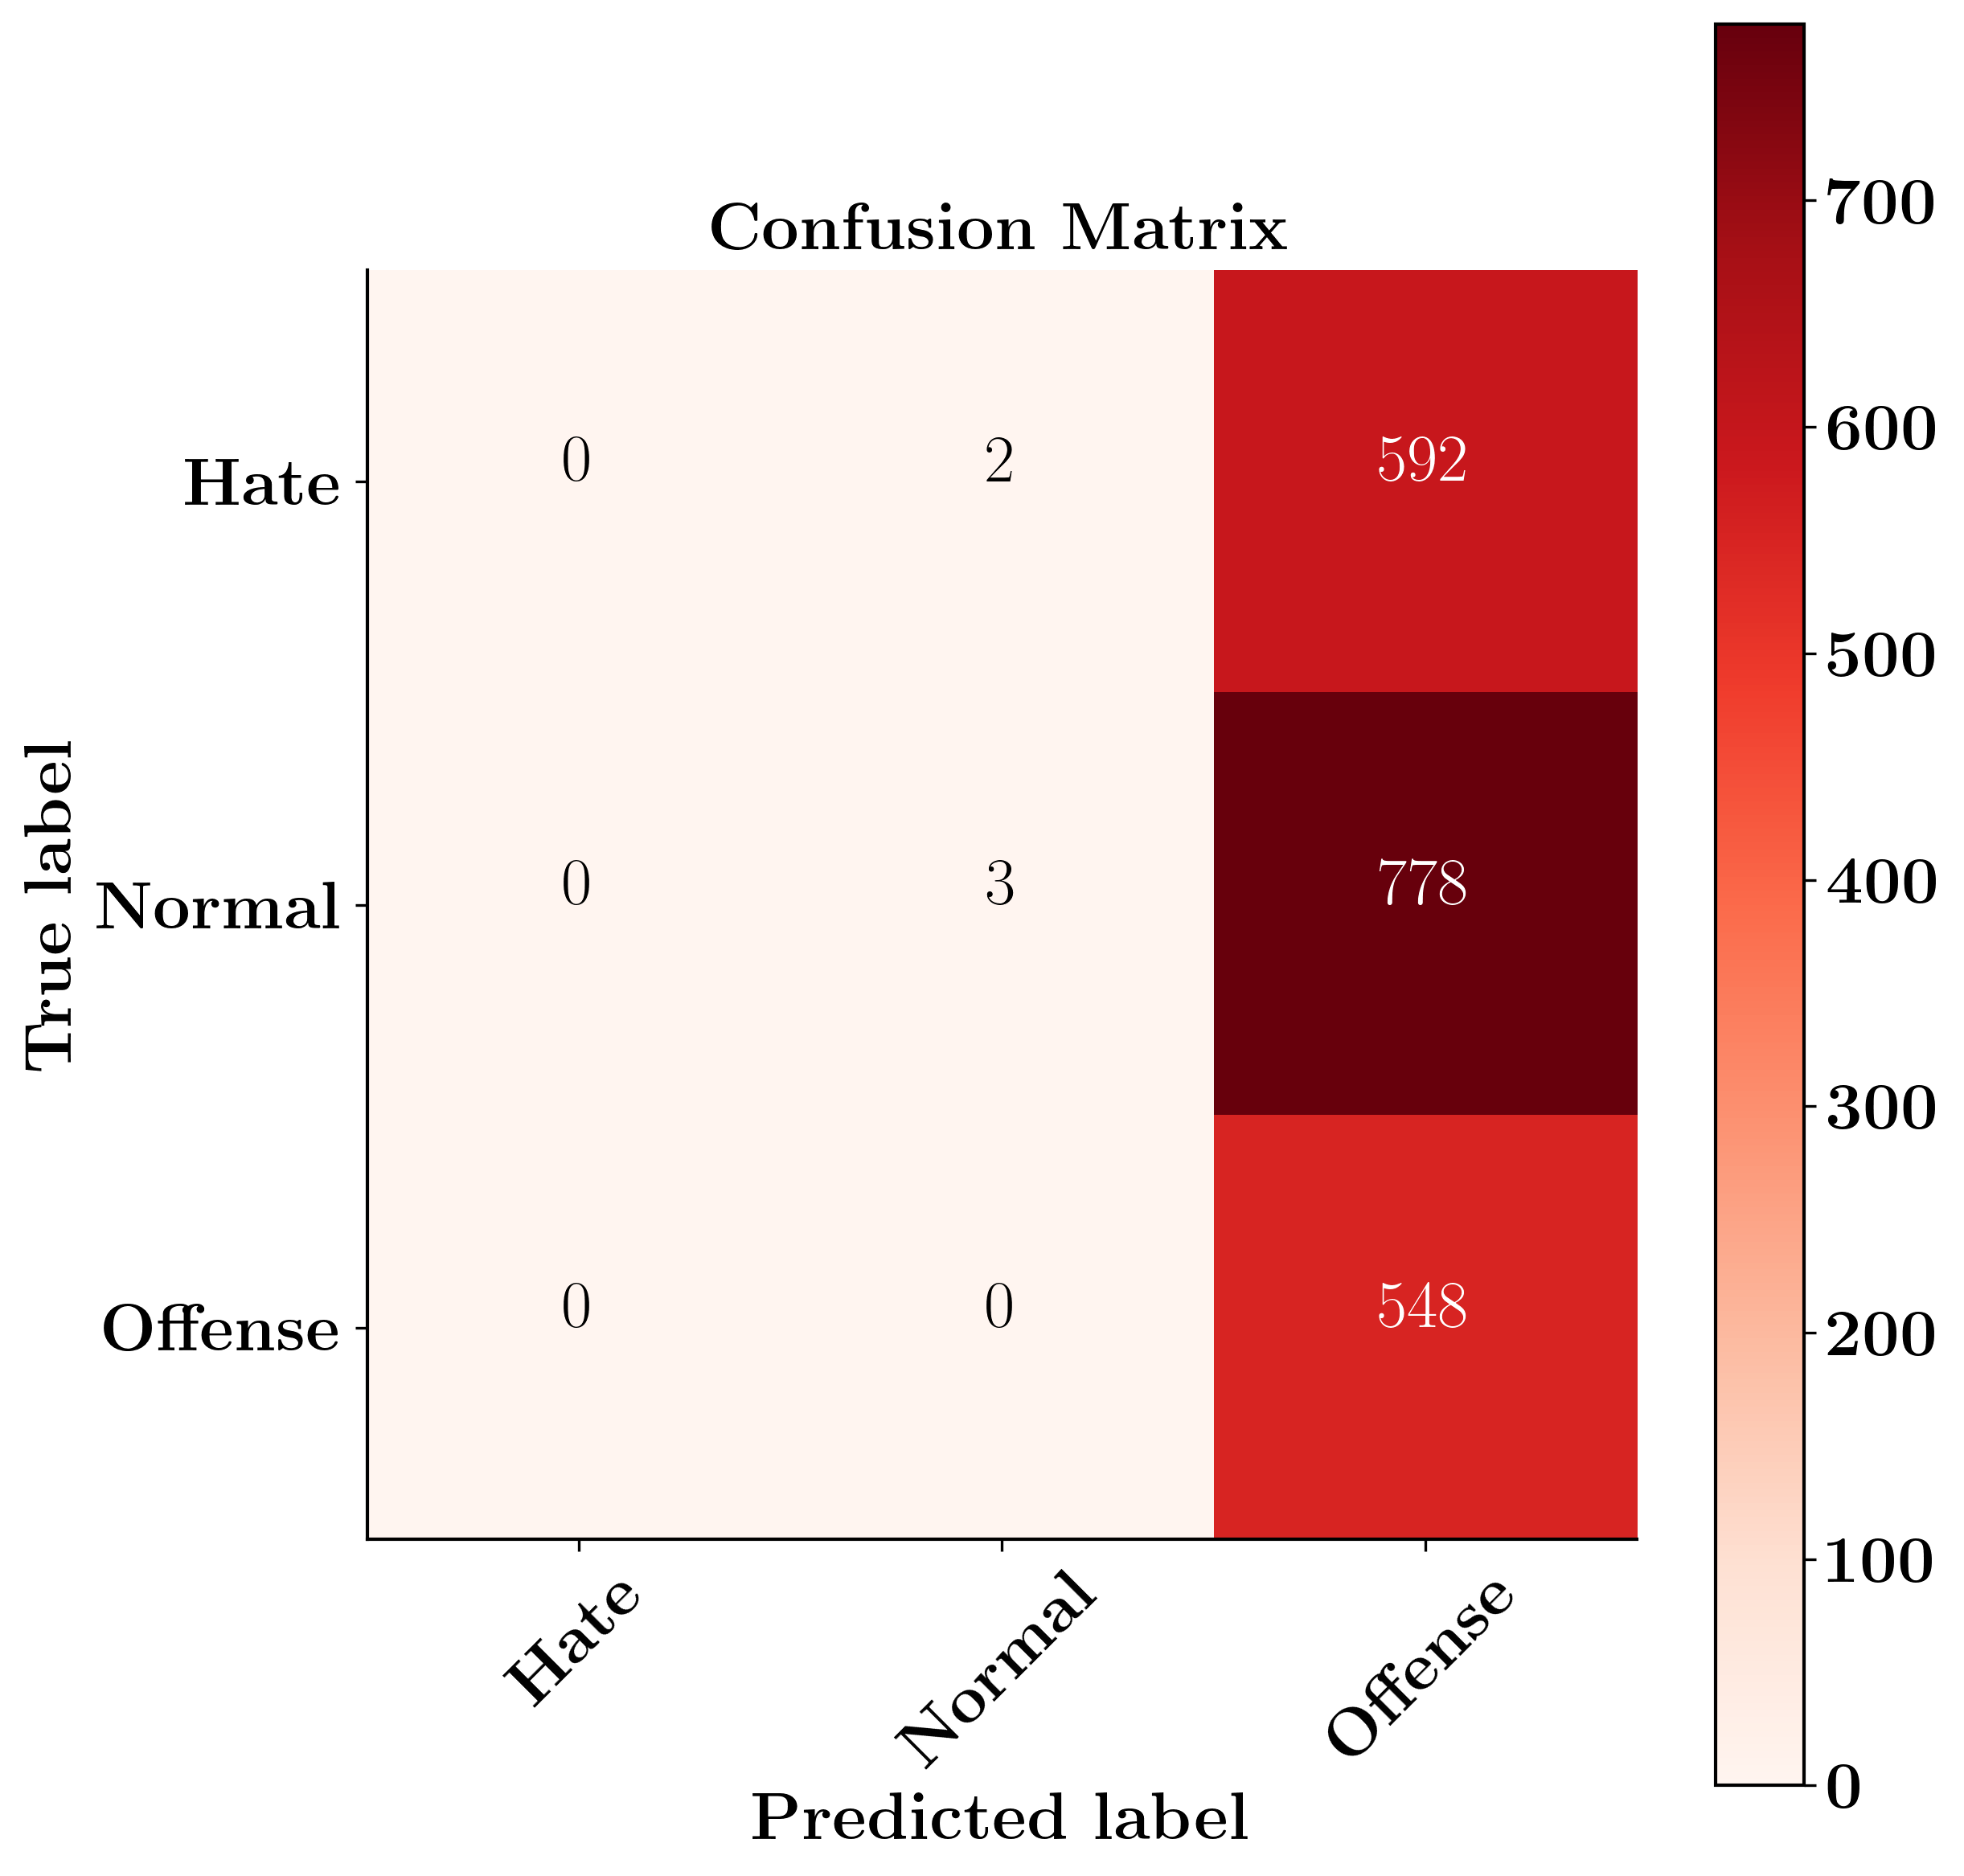 Confusion Matrix
True label
Hate 0 2 592
Normal 0 3 778
Offense 0 0 548
Hate Normal Offense
Predicted label
700
600
500
400
300
200
100
0